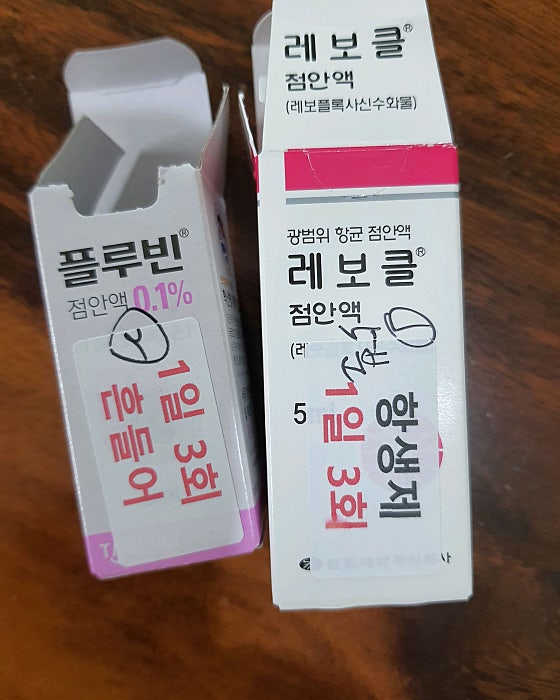 플루빈®
점안액 0.1%
2
1일 3회
흔들어
레보클®
점안액
(레보플록사신수화물)
광범위 항균 점안액
레보클®
점안액
①
(레
5
항생제
1일 3회